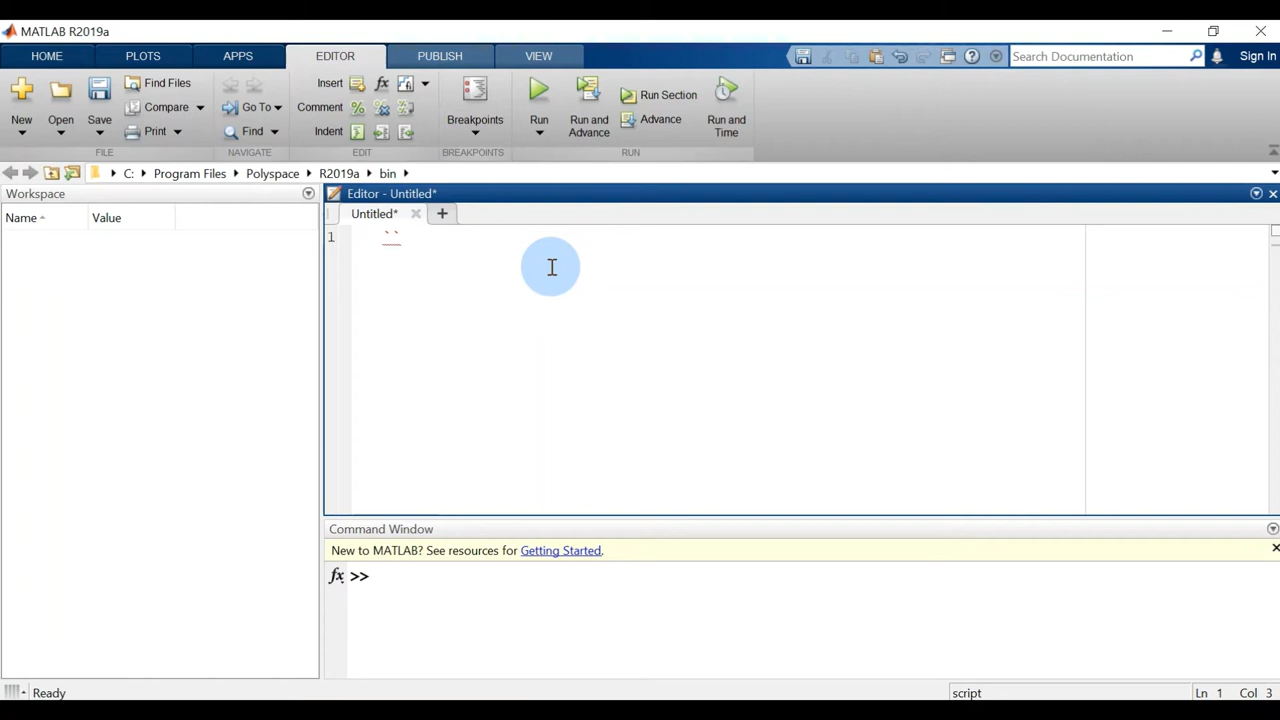 MATLAB R2019a
HOME PLOTS APPS EDITOR PUBLISH VIEW Search Documentation Sign In
New Open Save Find Files Compare Print Go To Find Insert Comment Indent Breakpoints Run Run and Advance Run Section Advance Run and Time
FILE NAVIGATE EDIT BREAKPOINTS RUN
C: Program Files Polyspace R2019a bin
Workspace
Name Value
Editor - Untitled*
Untitled*
1 ``
Command Window
New to MATLAB? See resources for Getting Started.
fx >>
Ready script Ln 1 Col 3